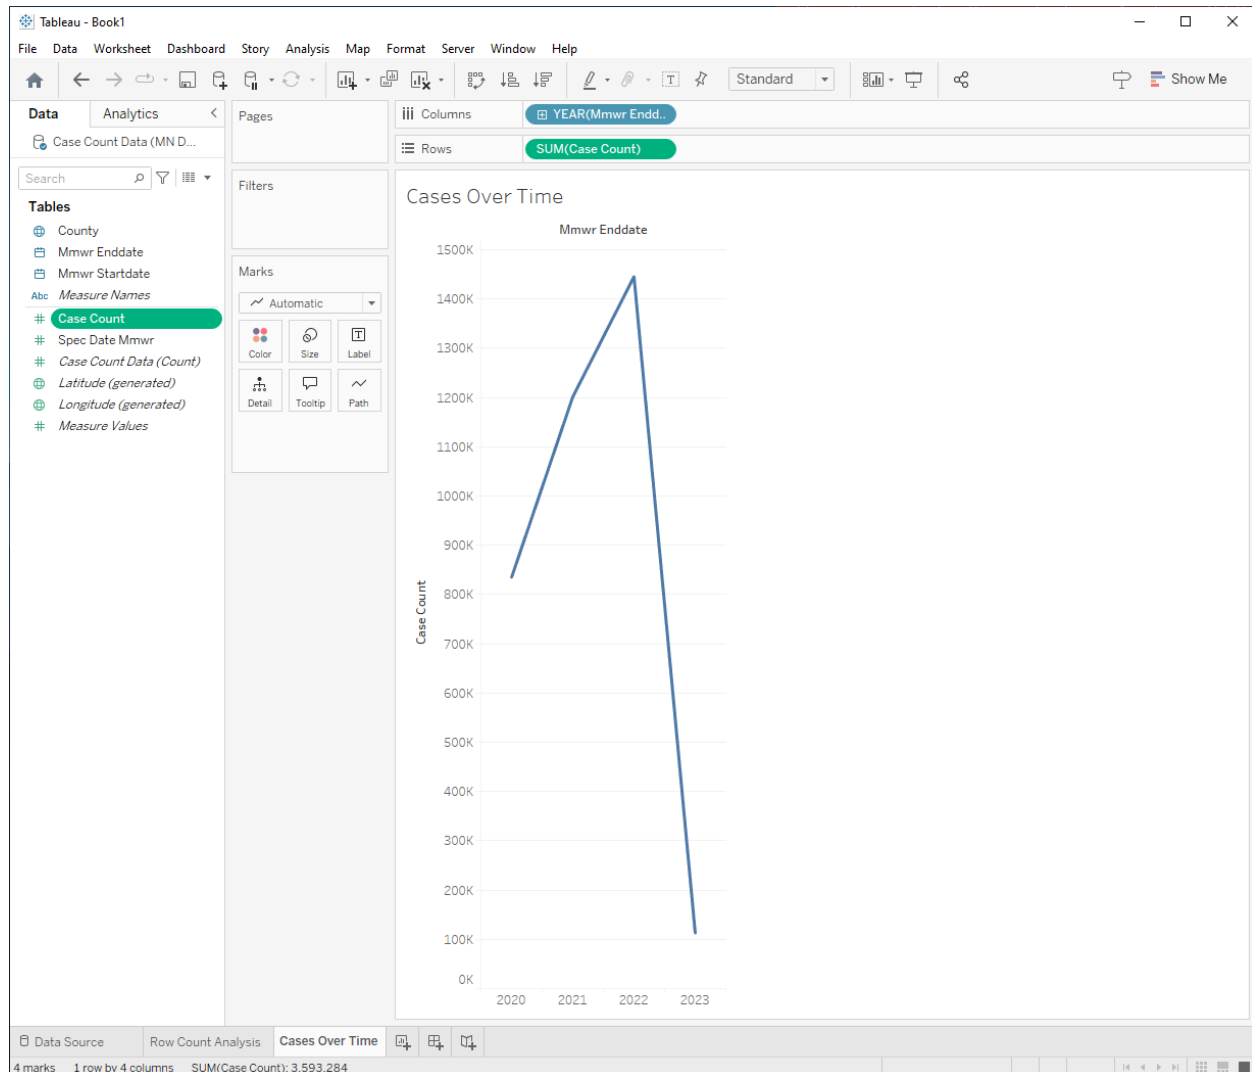 Tableau - Book1
File Data Worksheet Dashboard Story Analysis Map Format Server Window Help
Standard
Show Me
Data Analytics
Case Count Data (MN D...
Search
Tables
County
Mmwr Enddate
Mmwr Startdate
Abc Measure Names
# Case Count
# Spec Date Mmwr
# Case Count Data (Count)
Latitude (generated)
Longitude (generated)
# Measure Values
Pages
Filters
Marks
Automatic
Color Size Label
Detail Tooltip Path
Columns YEAR(Mmwr Endd..
Rows SUM(Case Count)
Cases Over Time
Mmwr Enddate
1500K
1400K
1300K
1200K
1100K
1000K
900K
800K
700K
600K
500K
400K
300K
200K
100K
0K
Case Count
2020 2021 2022 2023
Data Source Row Count Analysis Cases Over Time
4 marks 1 row by 4 columns SUM(Case Count): 3,593,284